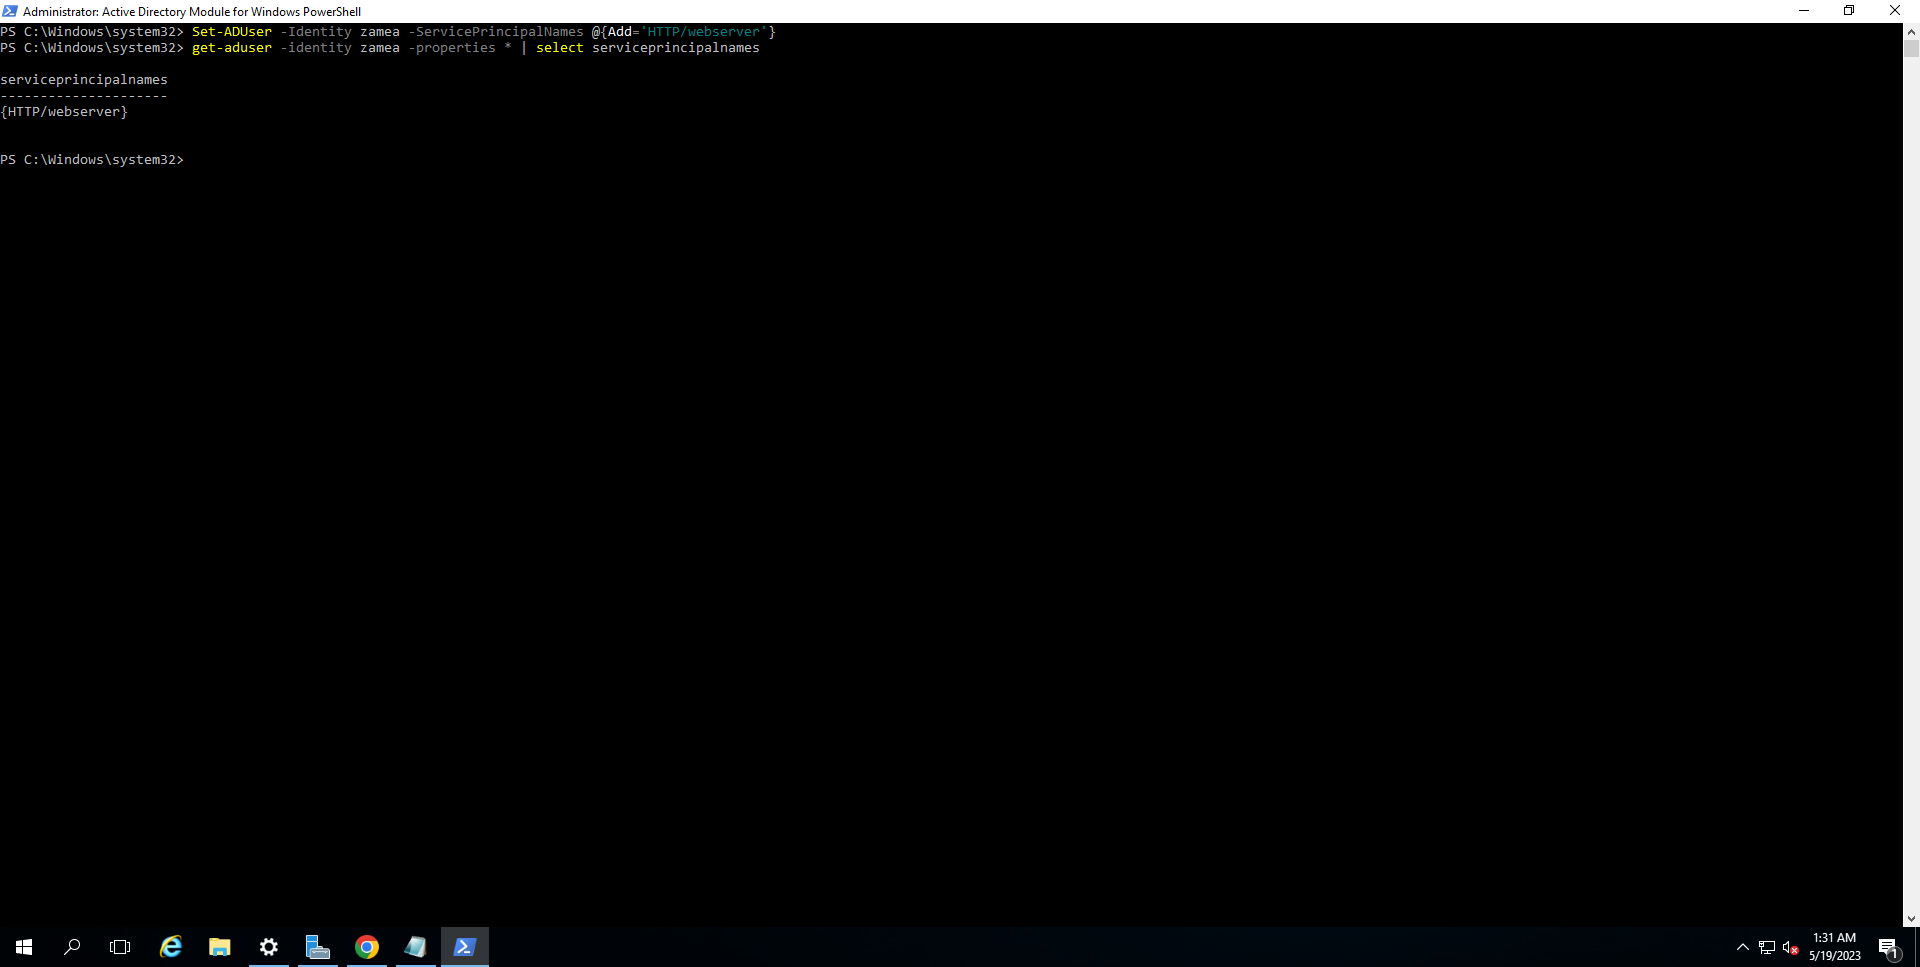 Administrator: Active Directory Module for Windows PowerShell
PS C:\Windows\system32> Set-ADUser -Identity zamea -ServicePrincipalNames @{Add='HTTP/webserver'}
PS C:\Windows\system32> get-aduser -identity zamea -properties * | select serviceprincipalnames
serviceprincipalnames
---------------------
{HTTP/webserver}
PS C:\Windows\system32>
1:31 AM
5/19/2023
1